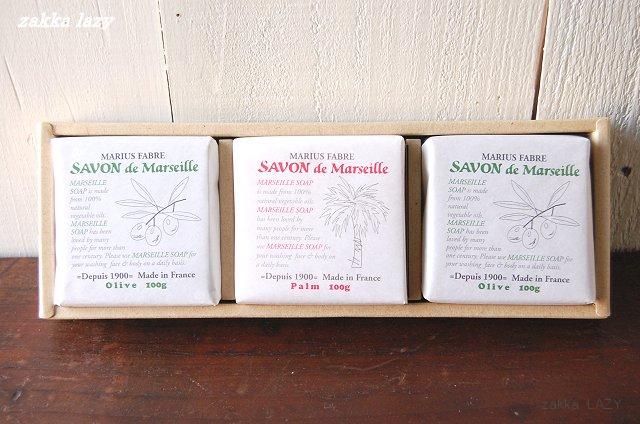 zakka lazy
MARIUS FABRE
SAVON de Marseille
MARSEILLE
SOAP is made
from 100%
natural
vegetable oils.
MARSEILLE
SOAP has been
loved by many
people for more than
one century. Please use MARSEILLE SOAP for
your washing face & body on a daily basis.
=Depuis 1900= Made in France
Olive 100g
MARIUS FABRE
SAVON de Marseille
MARSEILLE SOAP
is made from 100%
natural vegetable oils.
MARSEILLE SOAP
has been loved by
many people for more
than one century. Please
use MARSEILLE SOAP for
your washing face & body on
a daily basis.
=Depuis 1900= Made in France
Palm 100g
MARIUS FABRE
SAVON de Marseille
MARSEILLE
SOAP is made
from 100%
natural
vegetable oils.
MARSEILLE
SOAP has been
loved by many
people for more than
one century. Please use MARSEILLE SOAP for
your washing face & body on a daily basis.
=Depuis 1900= Made in France
Olive 100g
zakka LAZY